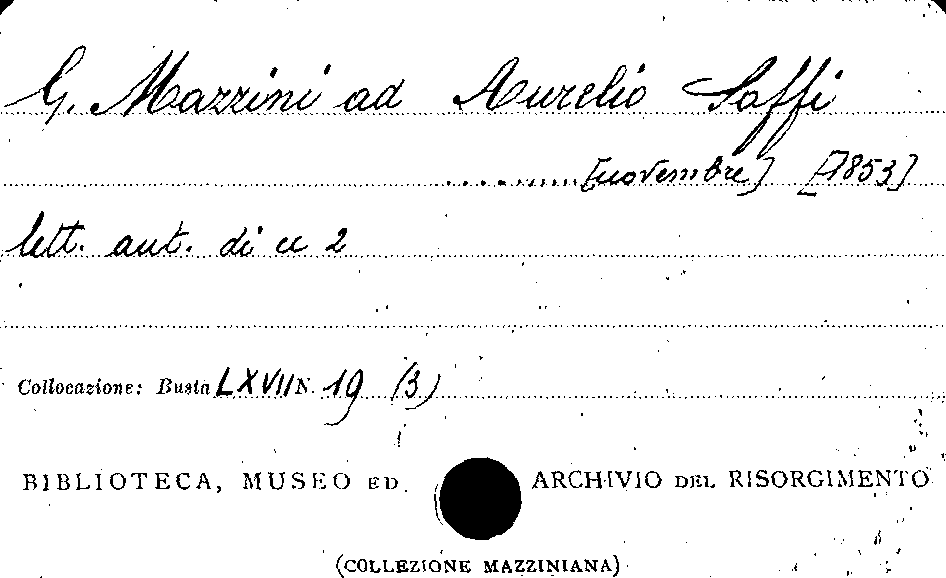 G. Mazzini ad Aurelio Saffi
.......... [novembre] [1853]
lett. aut. di cc 2
Collocazione: Busta LXVII N. 19 (3)
BIBLIOTECA, MUSEO ED ARCHIVIO DEL RISORGIMENTO
(COLLEZIONE MAZZINIANA)